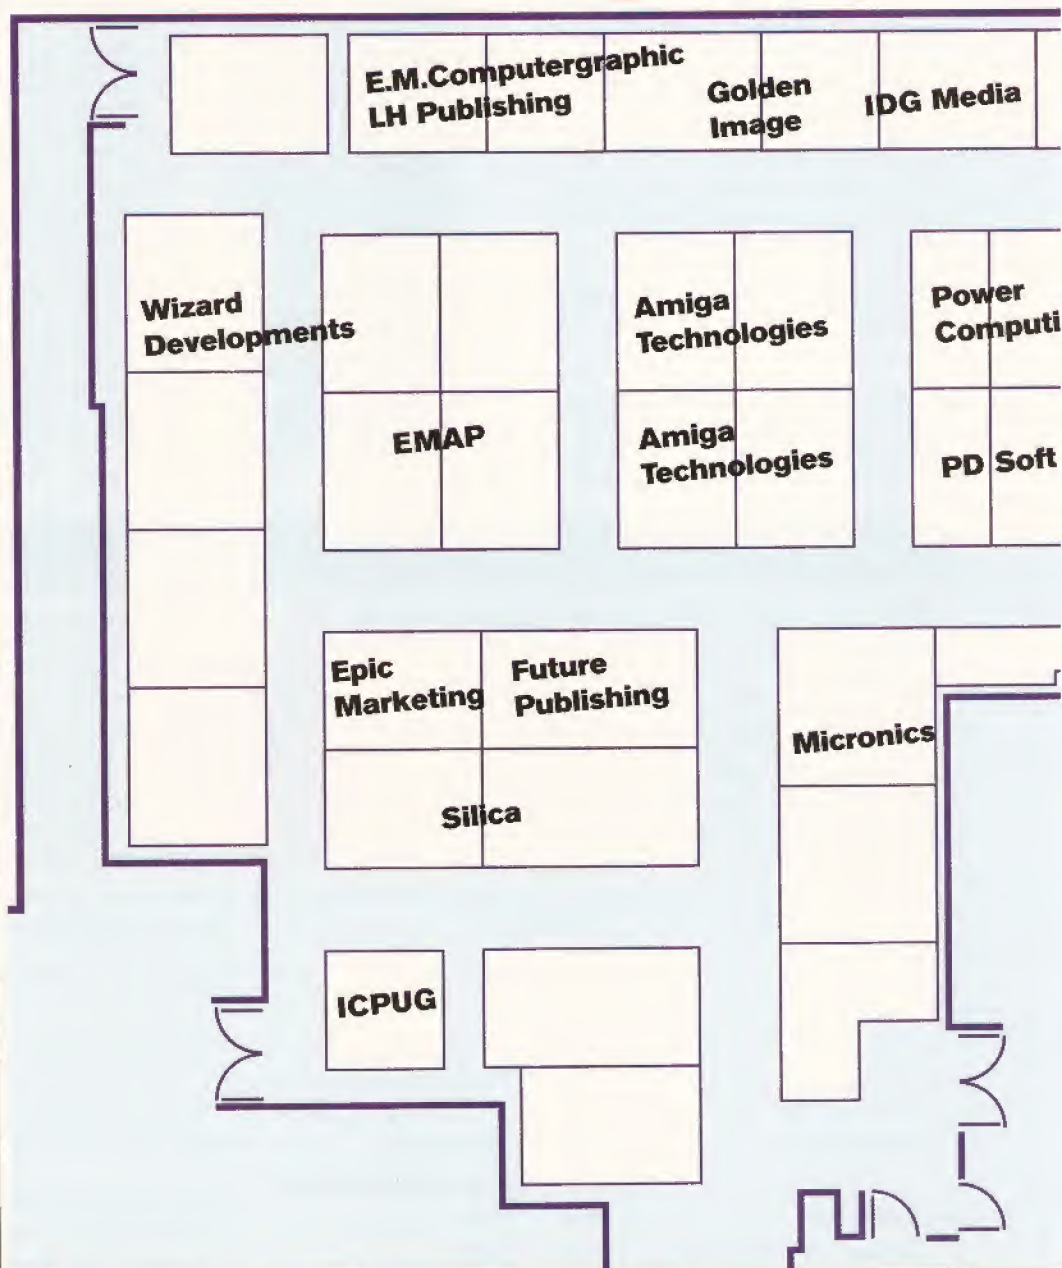 E.M.Computergraphic
LH Publishing
Golden
Image
IDG Media
Wizard
Developments
EMAP
Amiga
Technologies
Amiga
Technologies
Power
Computi
PD Soft
Epic
Marketing
Future
Publishing
Silica
Micronics
ICPUG